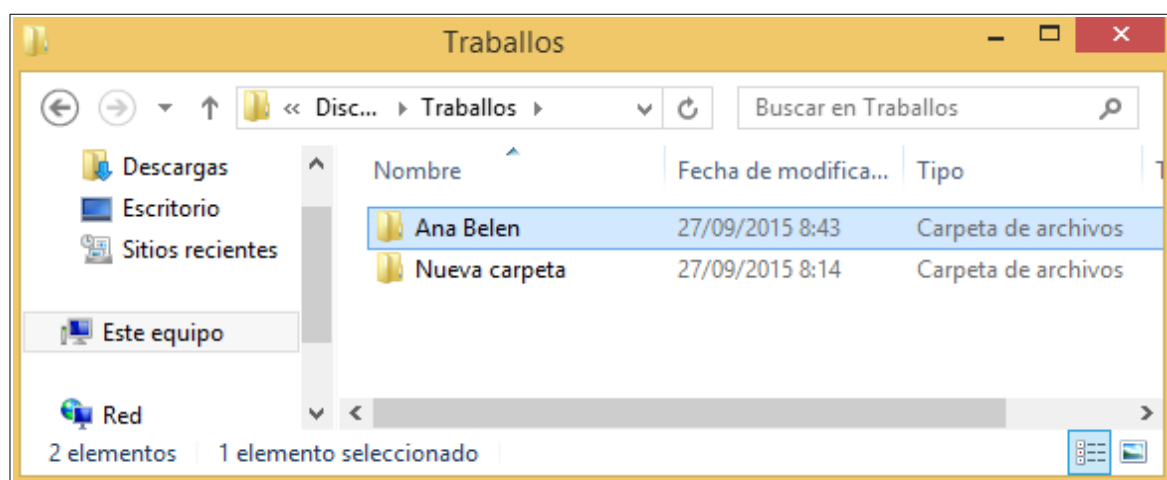 Traballos
« Disc... Traballos
Buscar en Traballos
Descargas
Escritorio
Sitios recientes
Este equipo
Red
Nombre Fecha de modifica... Tipo T
Ana Belen 27/09/2015 8:43 Carpeta de archivos
Nueva carpeta 27/09/2015 8:14 Carpeta de archivos
2 elementos 1 elemento seleccionado